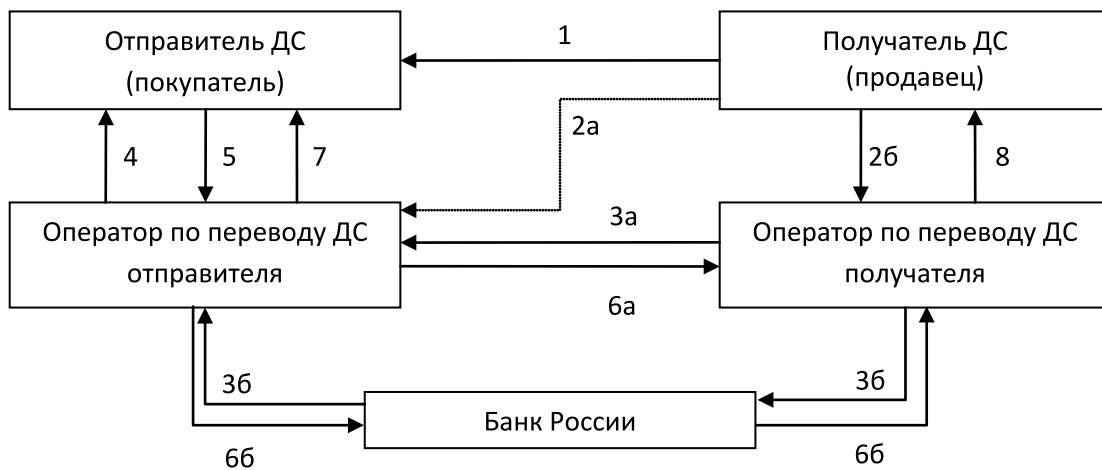 Отправитель ДС
(покупатель)
1
Получатель ДС
(продавец)
2а
4
5
7
2б
8
Оператор по переводу ДС
отправителя
3а
6а
Оператор по переводу ДС
получателя
3б
3б
Банк России
6б
6б